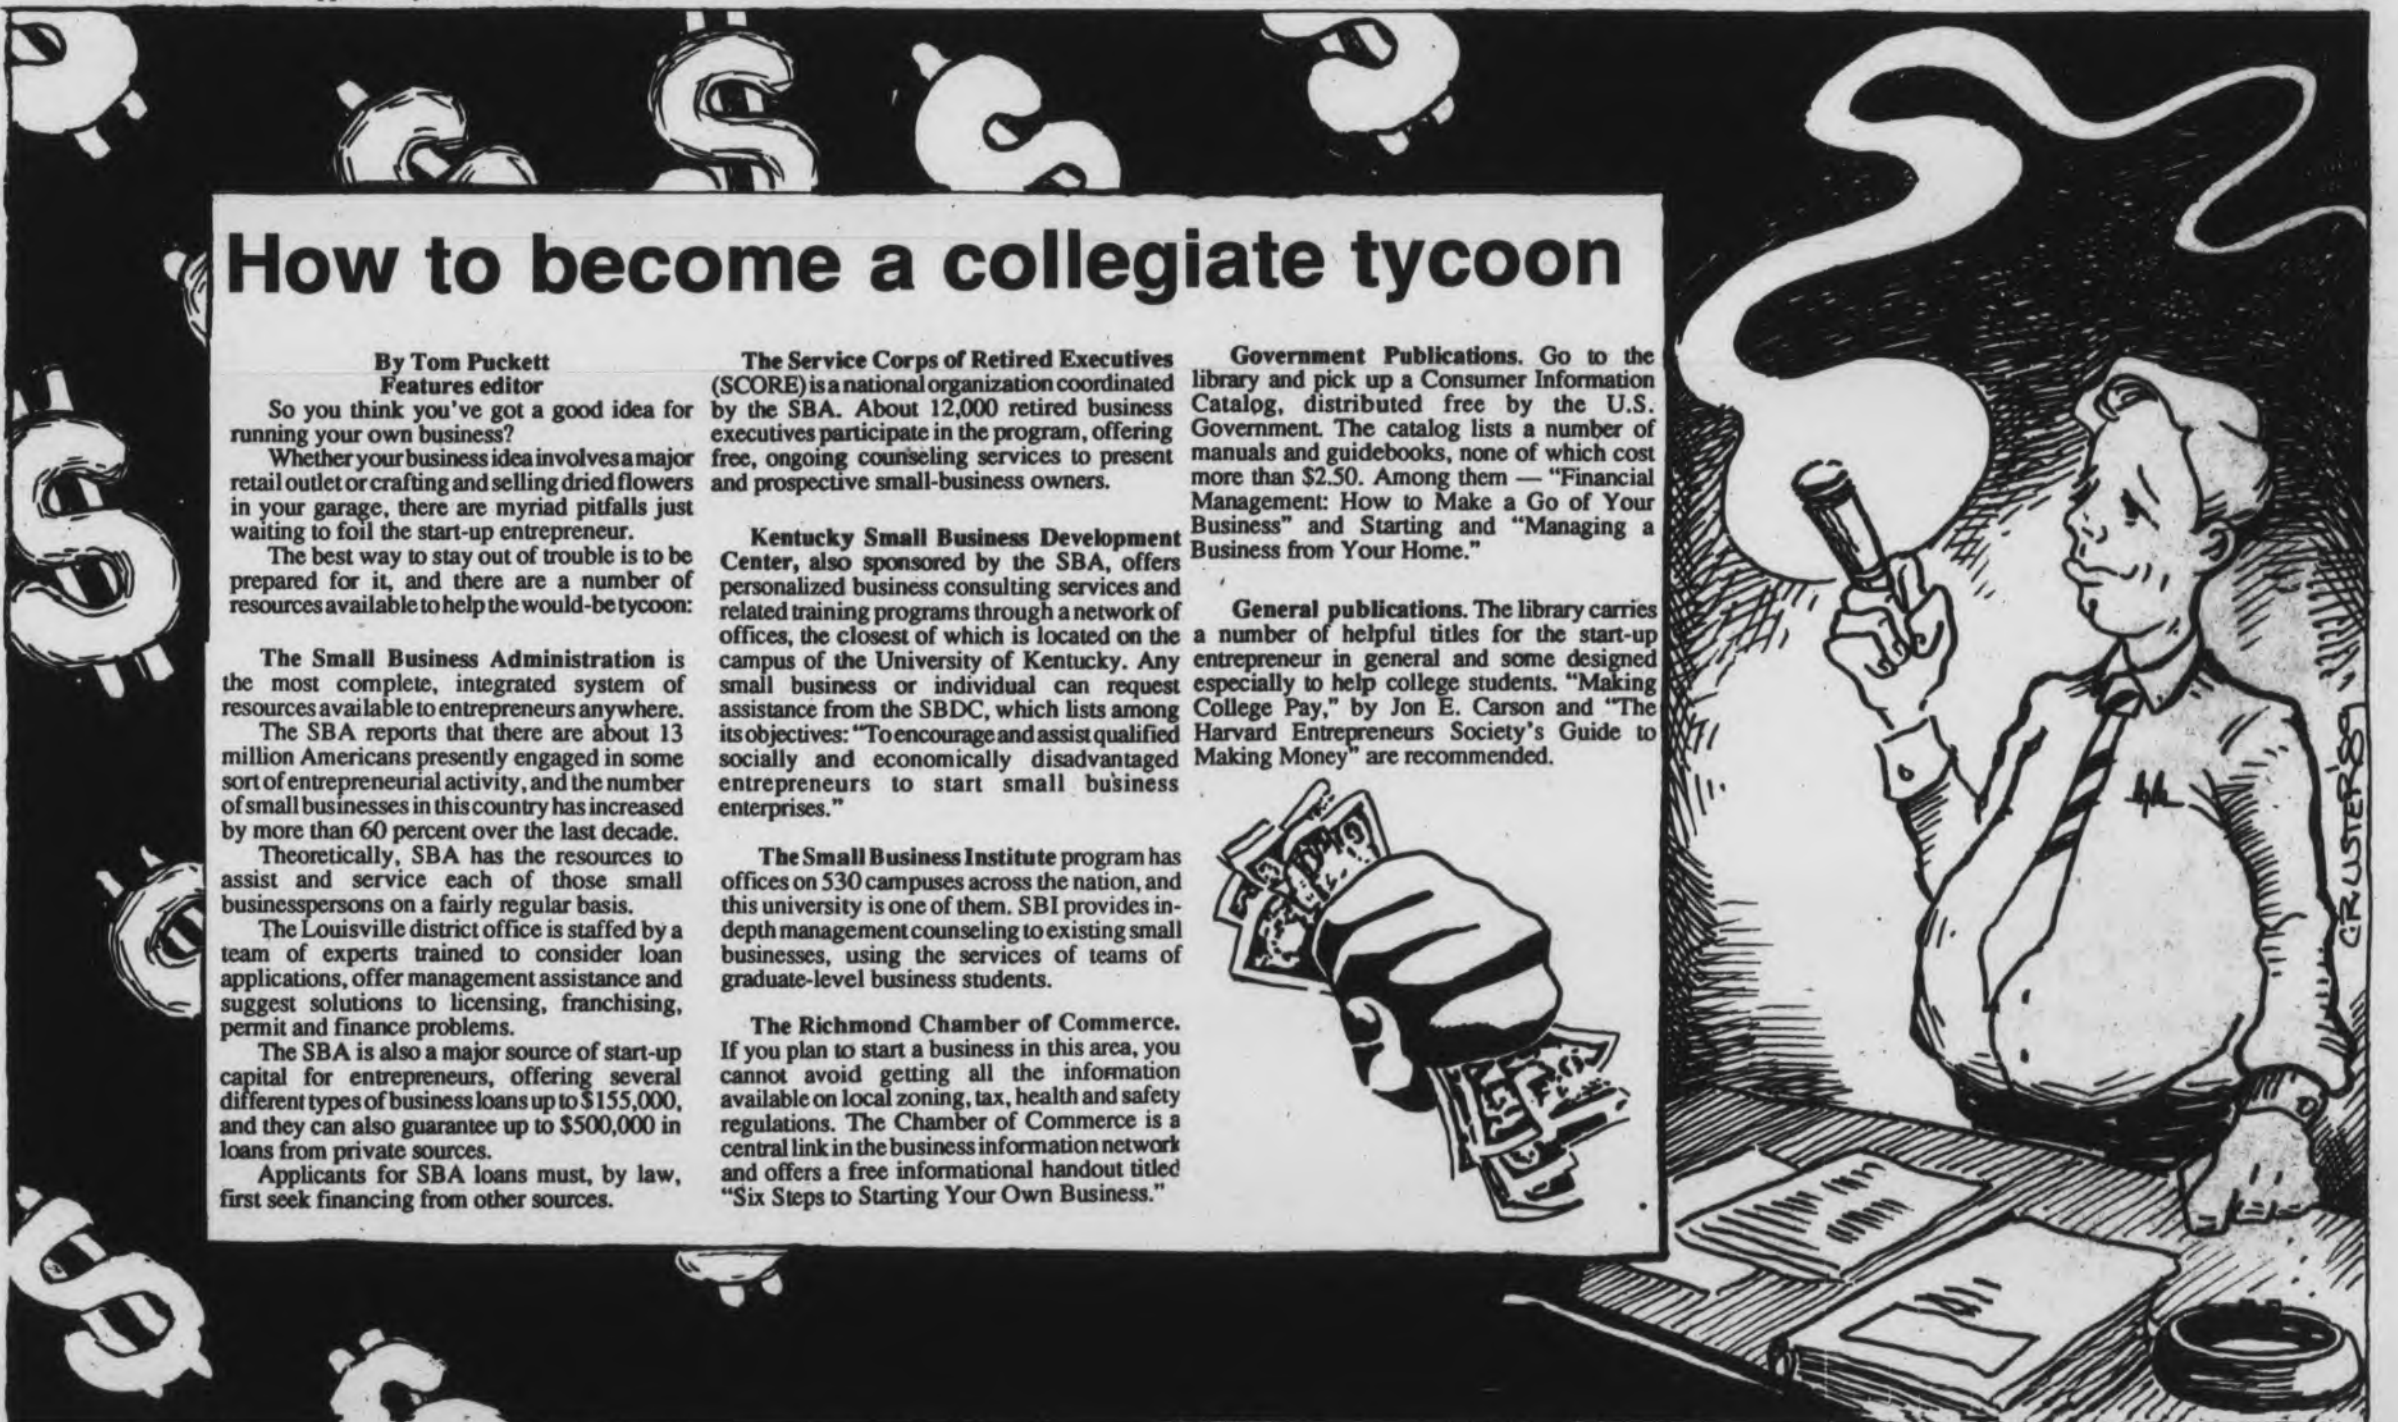 How to become a collegiate tycoon
By Tom Puckett
Features editor
So you think you've got a good idea for
running your own business?
Whether your business idea involves a major
retail outlet or crafting and selling dried flowers
in your garage, there are myriad pitfalls just
waiting to foil the start-up entrepreneur.
The best way to stay out of trouble is to be
prepared for it, and there are a number of
resources available to help the would-be tycoon:
The Small Business Administration is
the most complete, integrated system of
resources available to entrepreneurs anywhere.
The SBA reports that there are about 13
million Americans presently engaged in some
sort of entrepreneurial activity, and the number
of small businesses in this country has increased
by more than 60 percent over the last decade.
Theoretically, SBA has the resources to
assist and service each of those small
businesspersons on a fairly regular basis.
The Louisville district office is staffed by a
team of experts trained to consider loan
applications, offer management assistance and
suggest solutions to licensing, franchising,
permit and finance problems.
The SBA is also a major source of start-up
capital for entrepreneurs, offering several
different types of business loans up to $155,000,
and they can also guarantee up to $500,000 in
loans from private sources.
Applicants for SBA loans must, by law,
first seek financing from other sources.
The Service Corps of Retired Executives
(SCORE) is a national organization coordinated
by the SBA. About 12,000 retired business
executives participate in the program, offering
free, ongoing counseling services to present
and prospective small-business owners.
Kentucky Small Business Development
Center, also sponsored by the SBA, offers
personalized business consulting services and
related training programs through a network of
offices, the closest of which is located on the
campus of the University of Kentucky. Any
small business or individual can request
assistance from the SBDC, which lists among
its objectives: "To encourage and assist qualified
socially and economically disadvantaged
entrepreneurs to start small business
enterprises."
The Small Business Institute program has
offices on 530 campuses across the nation, and
this university is one of them. SBI provides in-
depth management counseling to existing small
businesses, using the services of teams of
graduate-level business students.
The Richmond Chamber of Commerce.
If you plan to start a business in this area, you
cannot avoid getting all the information
available on local zoning, tax, health and safety
regulations. The Chamber of Commerce is a
central link in the business information network
and offers a free informational handout titled
"Six Steps to Starting Your Own Business."
Government Publications. Go to the
library and pick up a Consumer Information
Catalog, distributed free by the U.S.
Government. The catalog lists a number of
manuals and guidebooks, none of which cost
more than $2.50. Among them — "Financial
Management: How to Make a Go of Your
Business" and Starting and "Managing a
Business from Your Home."
General publications. The library carries
a number of helpful titles for the start-up
entrepreneur in general and some designed
especially to help college students. "Making
College Pay," by Jon E. Carson and "The
Harvard Entrepreneurs Society's Guide to
Making Money" are recommended.
CRUSTER '89